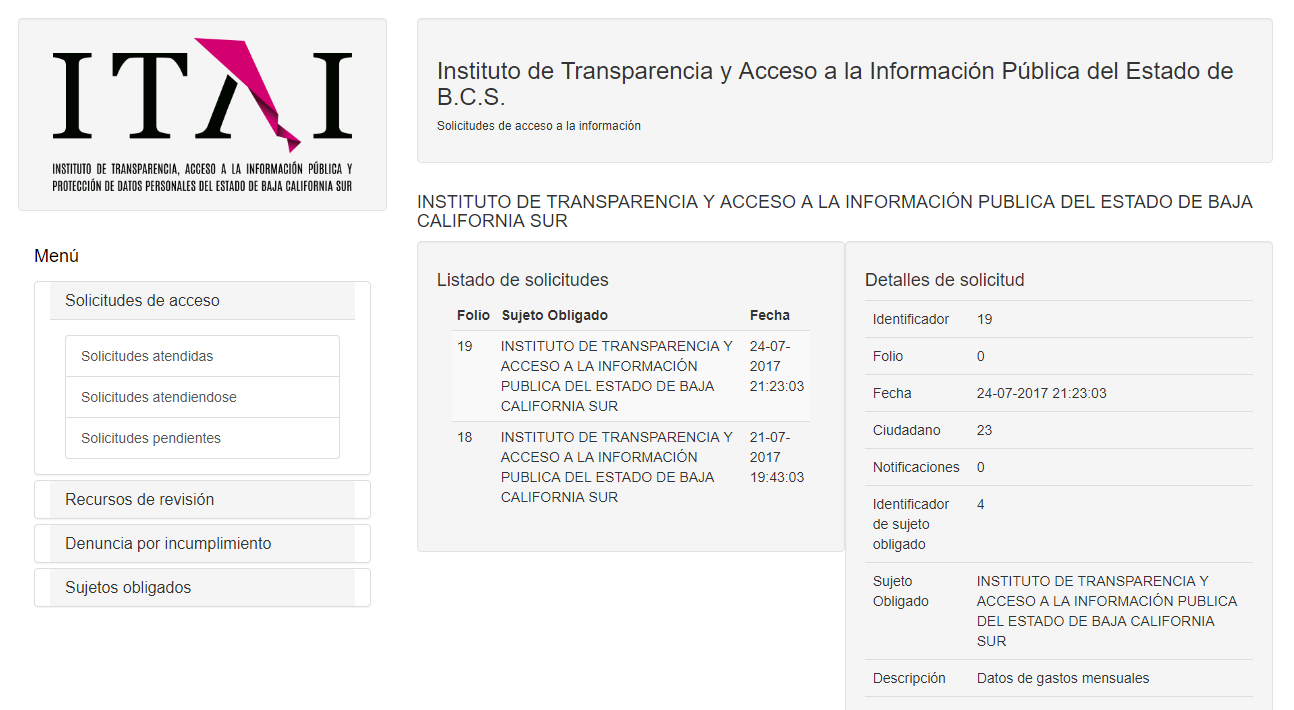 ITAI
INSTITUTO DE TRANSPARENCIA, ACCESO A LA INFORMACIÓN PÚBLICA Y
PROTECCIÓN DE DATOS PERSONALES DEL ESTADO DE BAJA CALIFORNIA SUR
Menú
Solicitudes de acceso
Solicitudes atendidas
Solicitudes atendiendose
Solicitudes pendientes
Recursos de revisión
Denuncia por incumplimiento
Sujetos obligados
Instituto de Transparencia y Acceso a la Información Pública del Estado de
B.C.S.
Solicitudes de acceso a la información
INSTITUTO DE TRANSPARENCIA Y ACCESO A LA INFORMACIÓN PUBLICA DEL ESTADO DE BAJA
CALIFORNIA SUR
Listado de solicitudes
Folio Sujeto Obligado Fecha
19 INSTITUTO DE TRANSPARENCIA Y 24-07-
ACCESO A LA INFORMACIÓN 2017
PUBLICA DEL ESTADO DE BAJA 21:23:03
CALIFORNIA SUR
18 INSTITUTO DE TRANSPARENCIA Y 21-07-
ACCESO A LA INFORMACIÓN 2017
PUBLICA DEL ESTADO DE BAJA 19:43:03
CALIFORNIA SUR
Detalles de solicitud
Identificador 19
Folio 0
Fecha 24-07-2017 21:23:03
Ciudadano 23
Notificaciones 0
Identificador 4
de sujeto
obligado
Sujeto INSTITUTO DE TRANSPARENCIA Y
Obligado ACCESO A LA INFORMACIÓN PUBLICA
DEL ESTADO DE BAJA CALIFORNIA
SUR
Descripción Datos de gastos mensuales